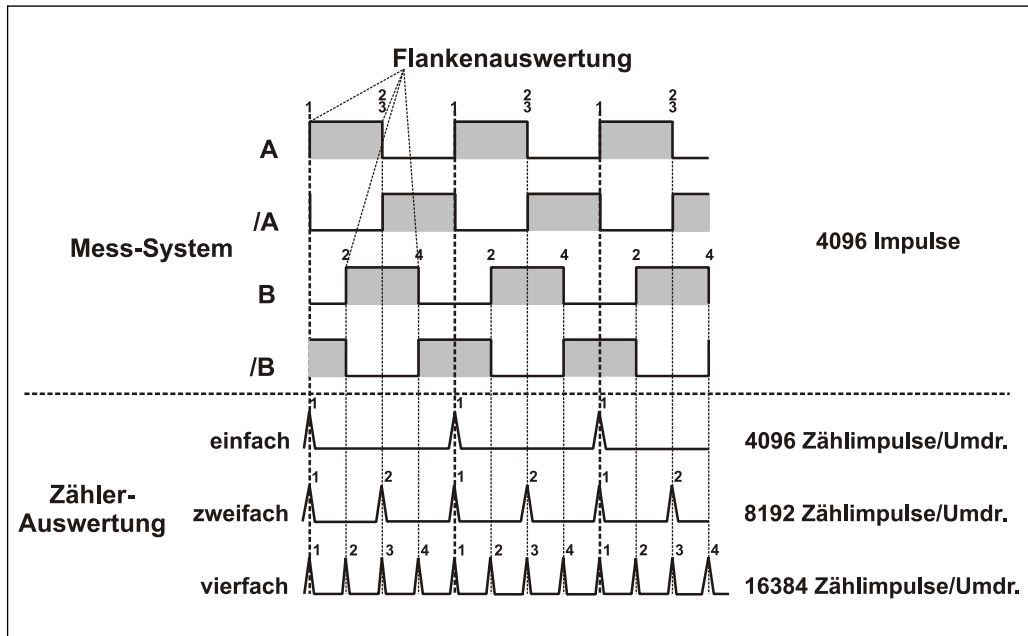 Flankenauswertung
1 2 3 1 2 3 1 2 3
A
/A
Mess-System
4096 Impulse
2 4 2 4 2 4
B
/B
1 1 1
einfach
4096 Zählimpulse/Umdr.
Zähler-
Auswertung
1 2 1 2 1 2
zweifach
8192 Zählimpulse/Umdr.
1 2 3 4 1 2 3 4 1 2 3 4
vierfach
16384 Zählimpulse/Umdr.